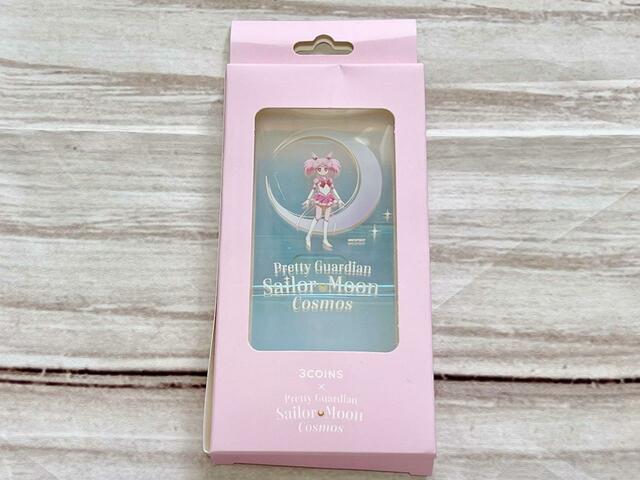 Pretty Guardian
Sailor Moon
Cosmos
3COINS
×
Pretty Guardian
Sailor Moon
Cosmos